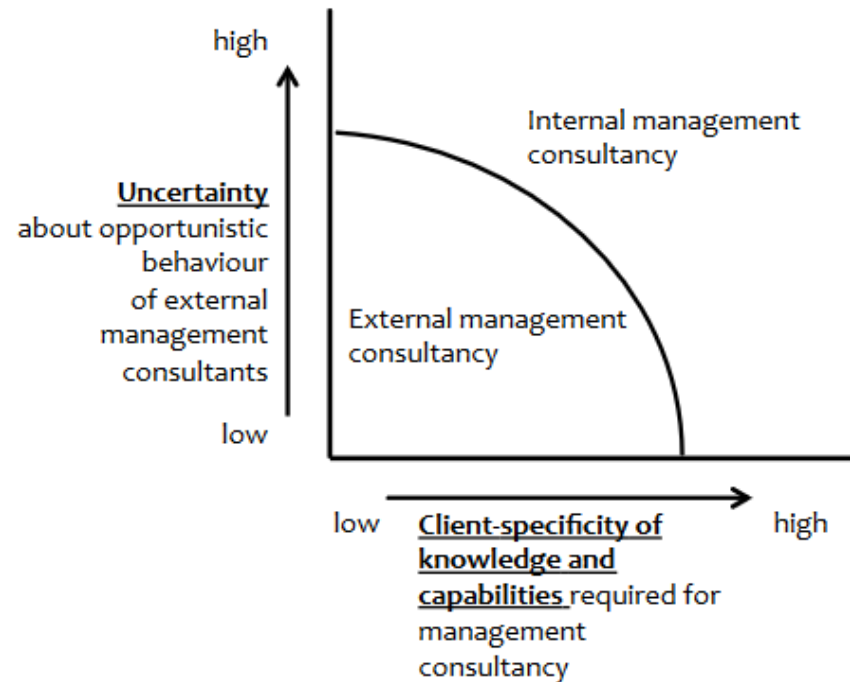 high
Internal management
consultancy
Uncertainty
about opportunistic
behaviour
of external
management
consultants
External management
consultancy
low
low
high
Client-specificity of
knowledge and
capabilities required for
management
consultancy